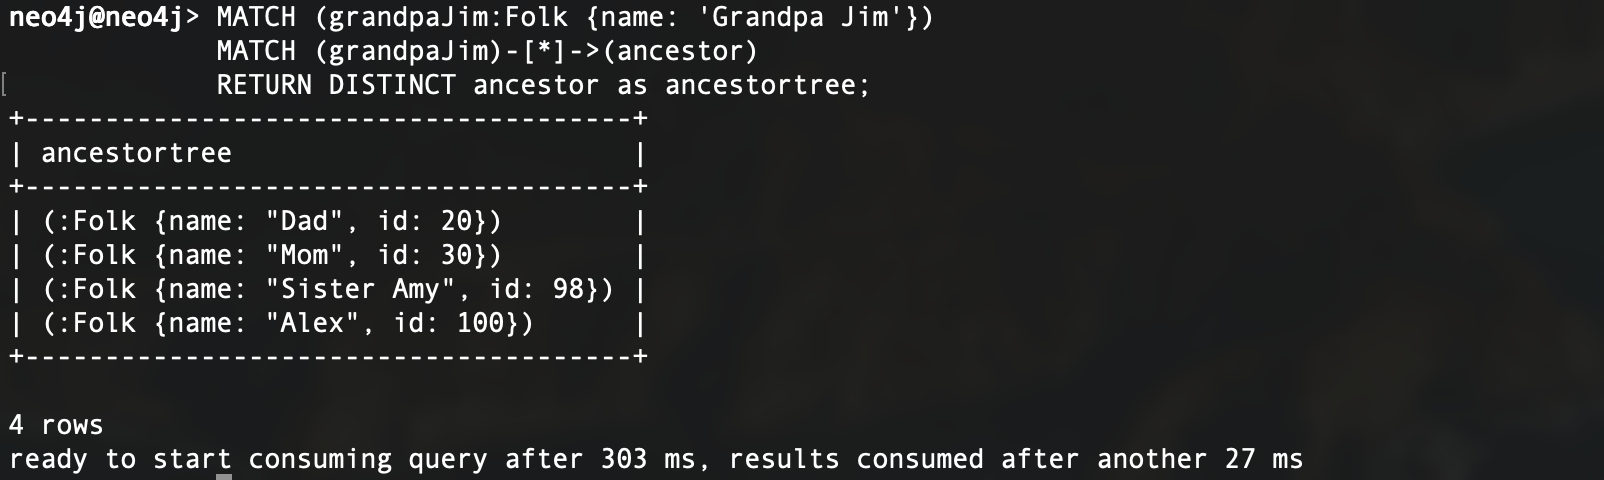 neo4j@neo4j> MATCH (grandpaJim:Folk {name: 'Grandpa Jim'})
MATCH (grandpaJim)-[*]->(ancestor)
[ RETURN DISTINCT ancestor as ancestortree;
+--------------------------------------+
| ancestortree |
+--------------------------------------+
| (:Folk {name: "Dad", id: 20}) |
| (:Folk {name: "Mom", id: 30}) |
| (:Folk {name: "Sister Amy", id: 98}) |
| (:Folk {name: "Alex", id: 100}) |
+--------------------------------------+
4 rows
ready to start consuming query after 303 ms, results consumed after another 27 ms